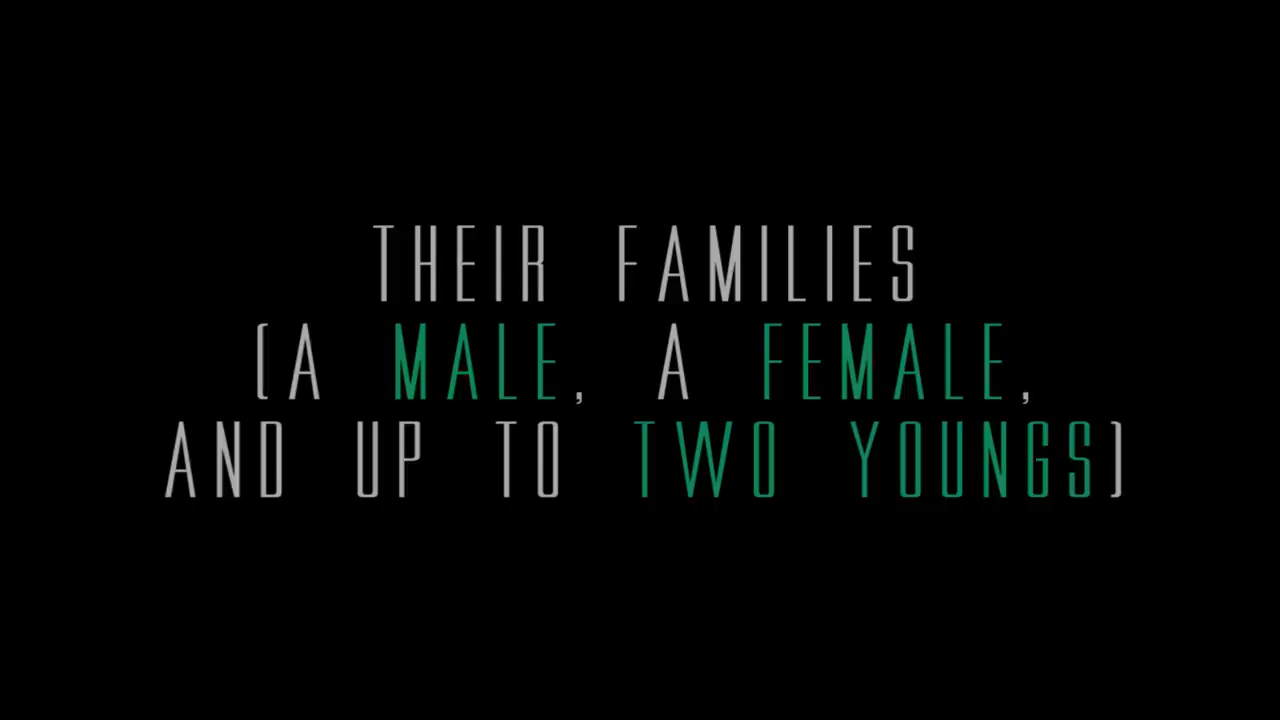 THEIR FAMILIES
(A MALE, A FEMALE,
AND UP TO TWO YOUNGS)